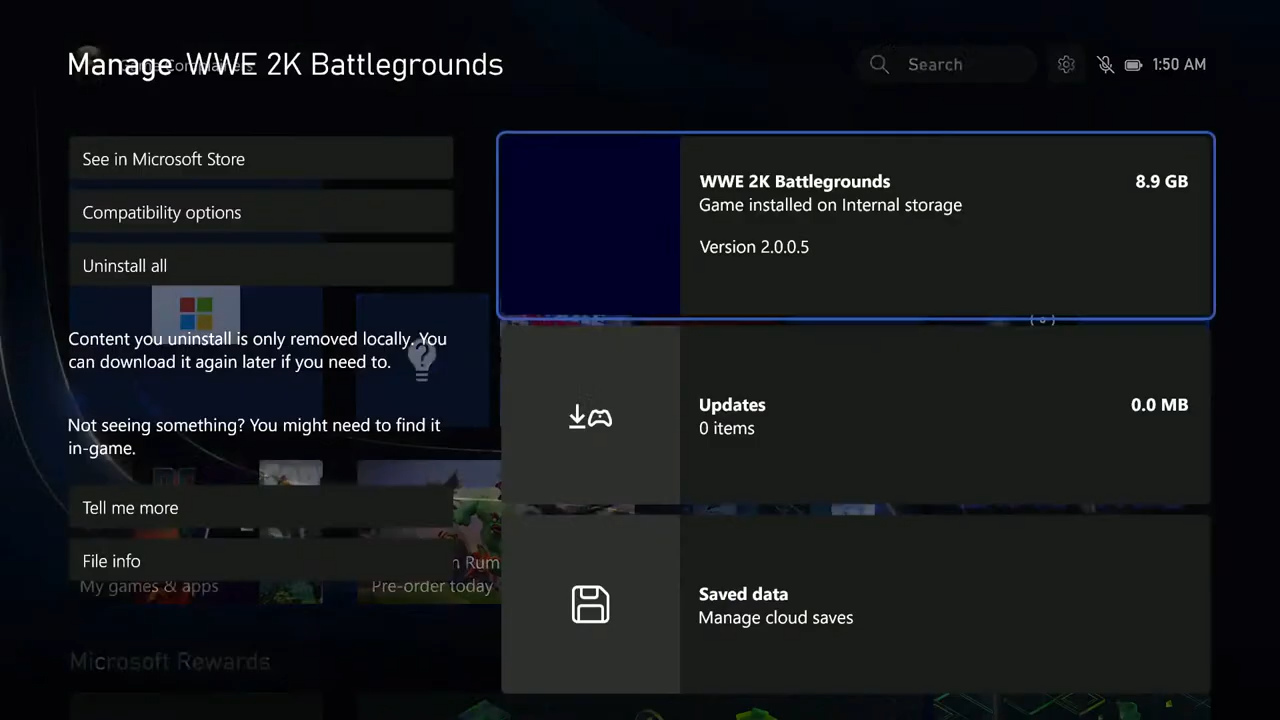 Manage WWE 2K Battlegrounds
Game Complainers
Search
1:50 AM
See in Microsoft Store
Compatibility options
Uninstall all
Content you uninstall is only removed locally. You
can download it again later if you need to.
Not seeing something? You might need to find it
in-game.
Tell me more
File info
My games & apps
n Rum
Pre-order today
Microsoft Rewards
WWE 2K Battlegrounds
8.9 GB
Game installed on Internal storage
Version 2.0.0.5
Updates
0.0 MB
0 items
Saved data
Manage cloud saves